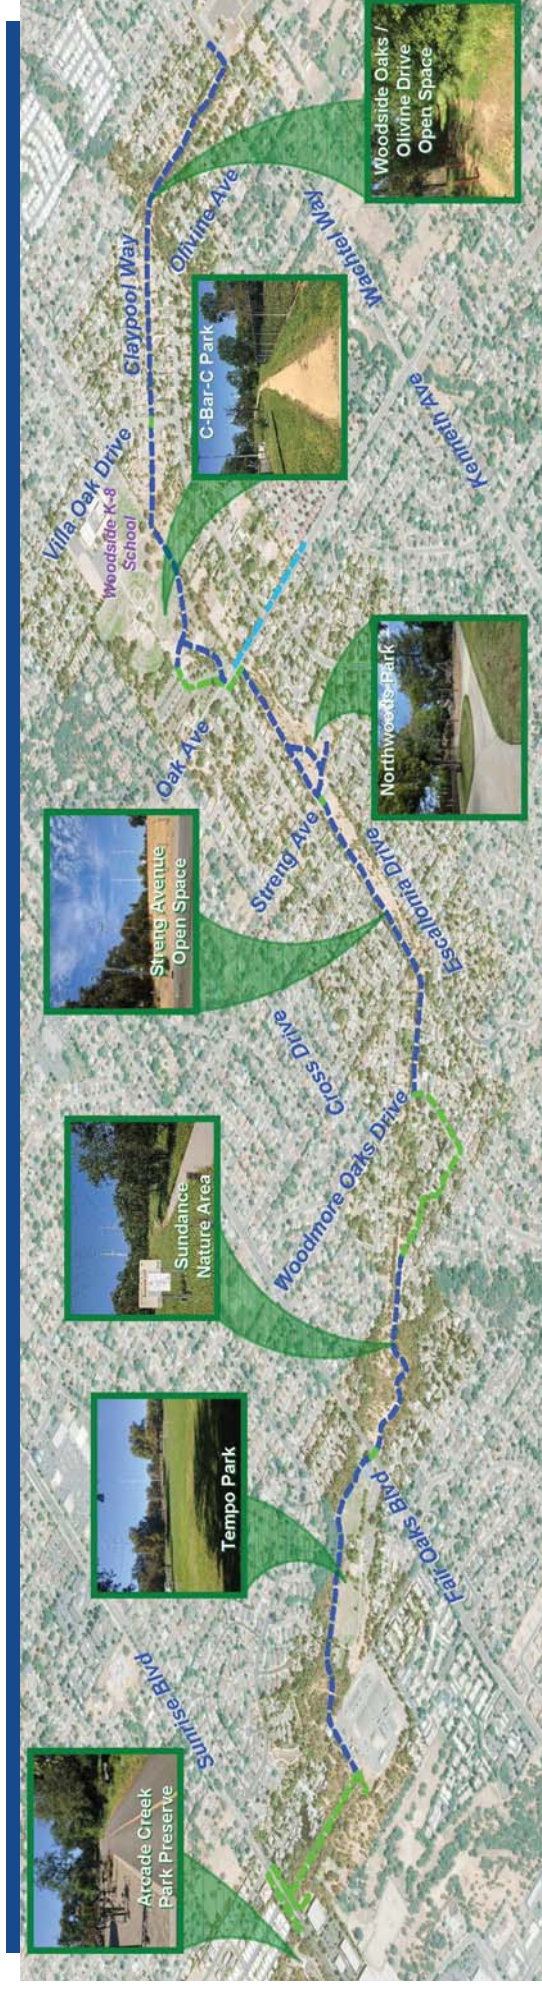 Arcade Creek
Park Preserve
Sunrise Blvd
Tempo Park
Fair Oaks Blvd
Sundance
Nature Area
Woodmore Oaks Drive
Cross Drive
Streng Avenue
Open Space
Escallonia Drive
Streng Ave
Northwoods Park
Oak Ave
Woodside K-8
School
Villa Oak Drive
C-Bar-C Park
Kenneth Ave
Claypool Way
Olivine Ave
Wachtel Way
Woodside Oaks /
Olivine Drive
Open Space